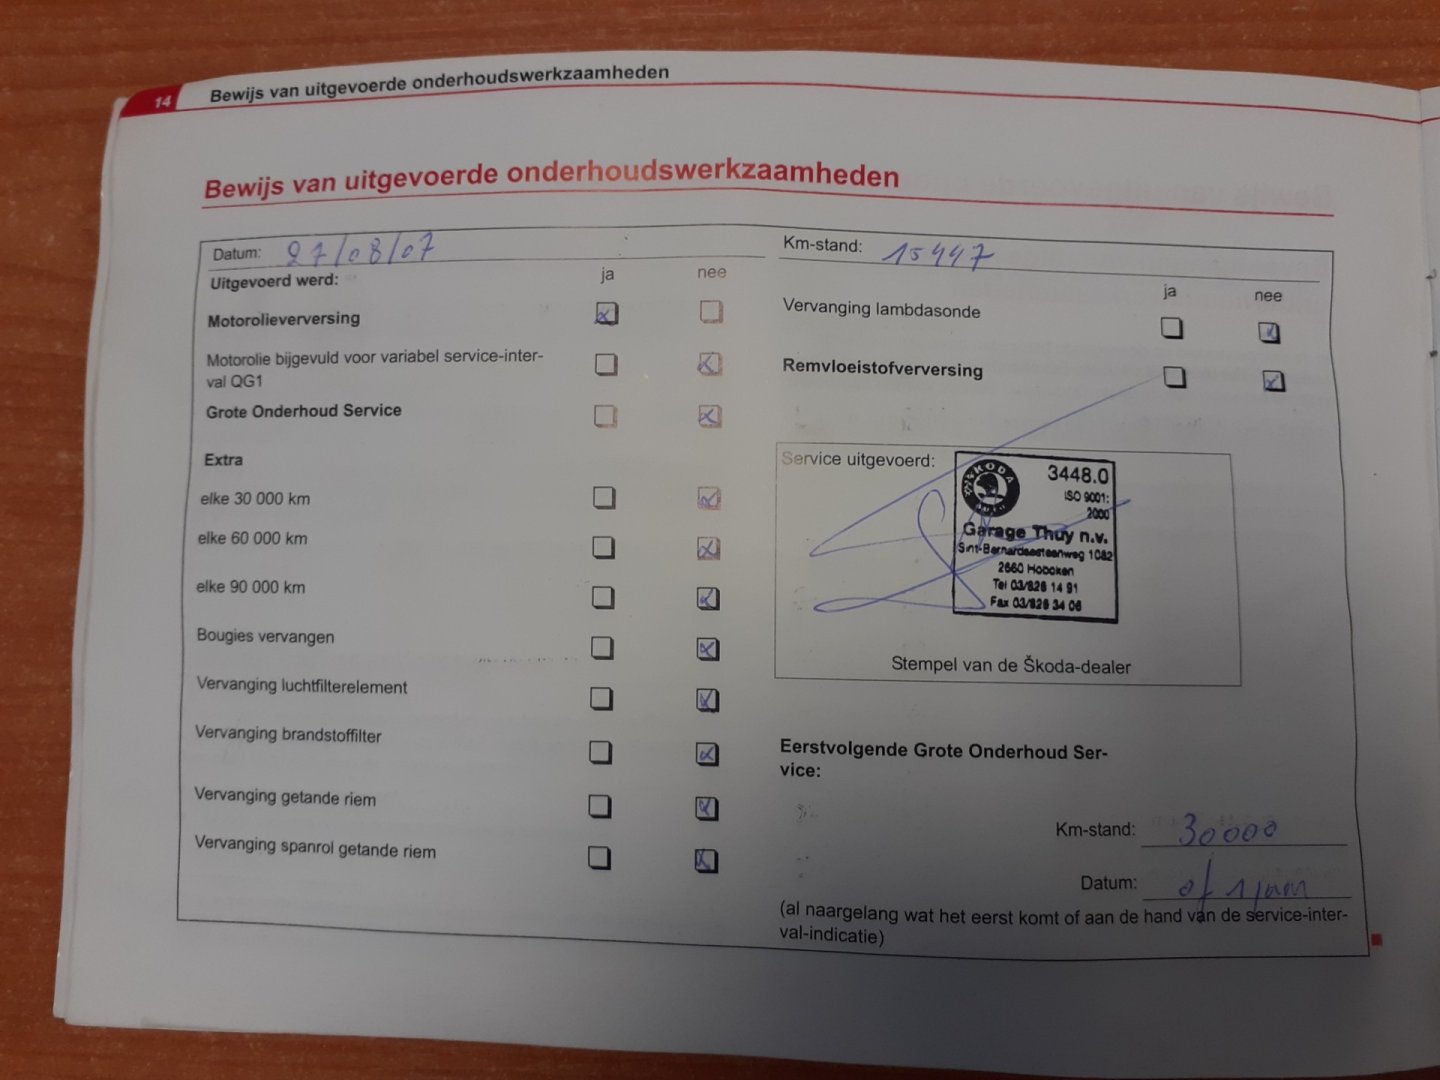 14 Bewijs van uitgevoerde onderhoudswerkzaamheden
Bewijs van uitgevoerde onderhoudswerkzaamheden
Datum: 27/08/07
Uitgevoerd werd: ja nee
Motorolieverversing
Motorolie bijgevuld voor variabel service-inter-
val QG1
Grote Onderhoud Service
Extra
elke 30 000 km
elke 60 000 km
elke 90 000 km
Bougies vervangen
Vervanging luchtfilterelement
Vervanging brandstoffilter
Vervanging getande riem
Vervanging spanrol getande riem
Km-stand: 15447
ja nee
Vervanging lambdasonde
Remvloeistofverversing
Service uitgevoerd:
ŠKODA
AUTO
3448.0
ISO 9001:
2000
Garage Thuy n.v.
Sint-Bernardsesteenweg 1082
2660 Hoboken
Tel 03/828 14 91
Fax 03/828 34 06
Stempel van de Škoda-dealer
Eerstvolgende Grote Onderhoud Ser-
vice:
Km-stand: 30000
Datum: of 1 jaar
(al naargelang wat het eerst komt of aan de hand van de service-inter-
val-indicatie)